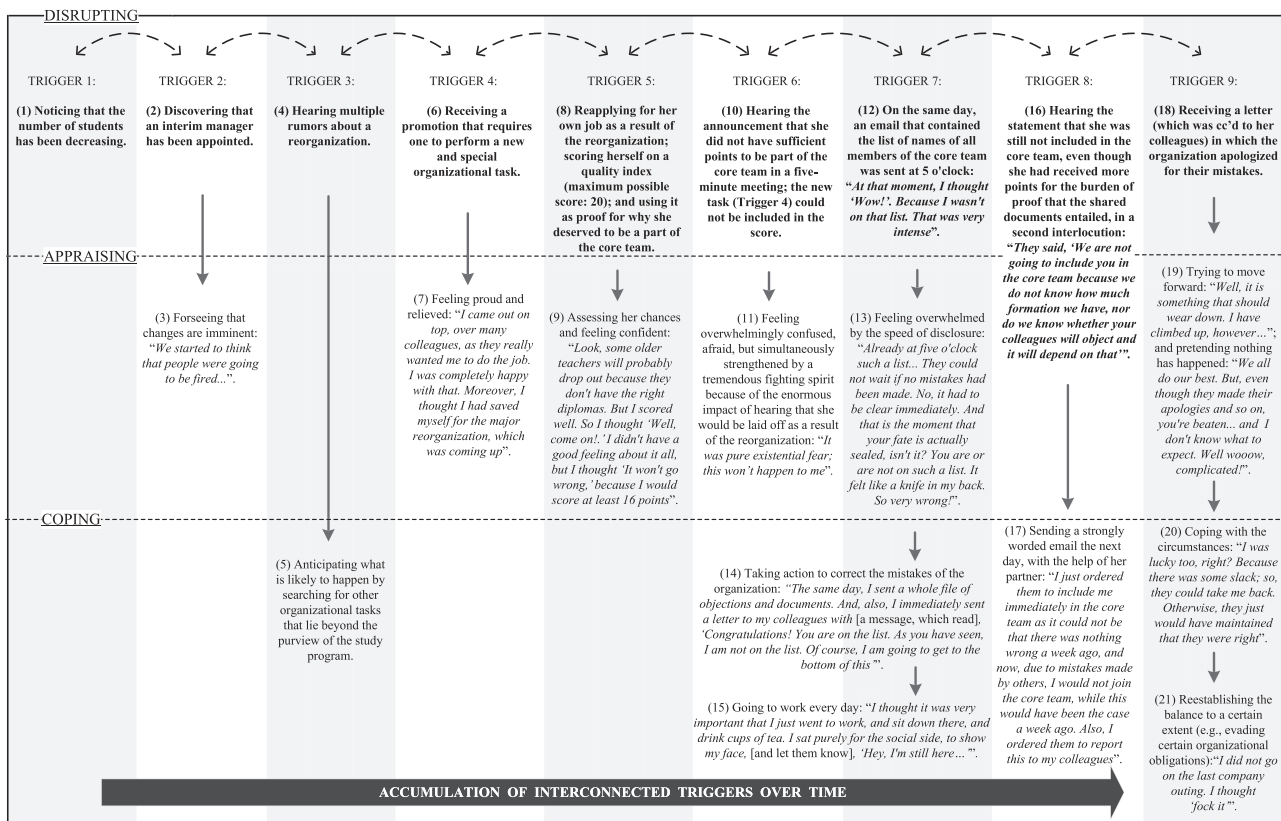 DISRUPTING
TRIGGER 1:
(1) Noticing that the
number of students
has been decreasing.
TRIGGER 2:
(2) Discovering that
an interim manager
has been appointed.
TRIGGER 3:
(4) Hearing multiple
rumors about a
reorganization.
TRIGGER 4:
(6) Receiving a
promotion that requires
one to perform a new
and special
organizational task.
TRIGGER 5:
(8) Reapplying for her
own job as a result of
the reorganization;
scoring herself on a
quality index
(maximum possible
score: 20); and using
it as proof for why she
deserved to be a part of
the core team.
TRIGGER 6:
(10) Hearing the
announcement that she
did not have sufficient
points to be part of the
core team in a five-
minute meeting; the new
task (Trigger 4) could
not be included in the
score.
TRIGGER 7:
(12) On the same day,
an email that contained
the list of names of all
members of the core team
was sent at 5 o'clock:
“At that moment, I thought
‘Wow!’. Because I wasn't
on that list. That was very
intense”.
TRIGGER 8:
(16) Hearing the
statement that she was
still not included in the
core team, even though
she had received more
points for the burden of
proof that the shared
documents entailed, in a
second interlocution:
“They said, ‘We are not
going to include you in
the core team because we
do not know how much
formation we have, nor
do we know whether your
colleagues will object and
it will depend on that’”.
TRIGGER 9:
(18) Receiving a letter
(which was cc’d to her
colleagues) in which the
organization apologized
for their mistakes.
APPRAISING
(3) Forseeing that
changes are imminent:
“We started to think
that people were going
to be fired...”.
(7) Feeling proud and
relieved: “I came out on
top, over many
colleagues, as they really
wanted me to do the job.
I was completely happy
with that. Moreover, I
thought I had saved
myself for the major
reorganization, which
was coming up”.
(9) Assessing her chances
and feeling confident:
“Look, some older
teachers will probably
drop out because they
don't have the right
diplomas. But I scored
well. So I thought ‘Well,
come on!.’ I didn't have a
good feeling about it all,
but I thought ‘It won't go
wrong,’ because I would
score at least 16 points”.
(11) Feeling
overwhelmingly confused,
afraid, but simultaneously
strengthened by a
tremendous fighting spirit
because of the enormous
impact of hearing that she
would be laid off as a result
of the reorganization: “It
was pure existential fear;
this won’t happen to me”.
(13) Feeling overwhelmed
by the speed of disclosure:
“Already at five o'clock
such a list... They could
not wait if no mistakes had
been made. No, it had to
be clear immediately. And
that is the moment that
your fate is actually
sealed, isn't it? You are or
are not on such a list. It
felt like a knife in my back.
So very wrong!”.
(19) Trying to move
forward: “Well, it is
something that should
wear down. I have
climbed up, however…”;
and pretending nothing
has happened: “We all
do our best. But, even
though they made their
apologies and so on,
you're beaten... and I
don't know what to
expect. Well wooow,
complicated!”.
COPING
(5) Anticipating what
is likely to happen by
searching for other
organizational tasks
that lie beyond the
purview of the study
program.
(14) Taking action to correct the mistakes of the
organization: “The same day, I sent a whole file of
objections and documents. And, also, I immediately sent
a letter to my colleagues with [a message, which read],
‘Congratulations! You are on the list. As you have seen,
I am not on the list. Of course, I am going to get to the
bottom of this’”.
(15) Going to work every day: “I thought it was very
important that I just went to work, and sit down there, and
drink cups of tea. I sat purely for the social side, to show
my face, [and let them know], ‘Hey, I'm still here…’”.
(17) Sending a strongly
worded email the next
day, with the help of her
partner: “I just ordered
them to include me
immediately in the core
team as it could not be
that there was nothing
wrong a week ago, and
now, due to mistakes made
by others, I would not join
the core team, while this
would have been the case
a week ago. Also, I
ordered them to report
this to my colleagues”.
(20) Coping with the
circumstances: “I was
lucky too, right? Because
there was some slack; so,
they could take me back.
Otherwise, they just
would have maintained
that they were right”.
(21) Reestablishing the
balance to a certain
extent (e.g., evading
certain organizational
obligations):“I did not go
on the last company
outing. I thought
‘fock it’”.
ACCUMULATION OF INTERCONNECTED TRIGGERS OVER TIME